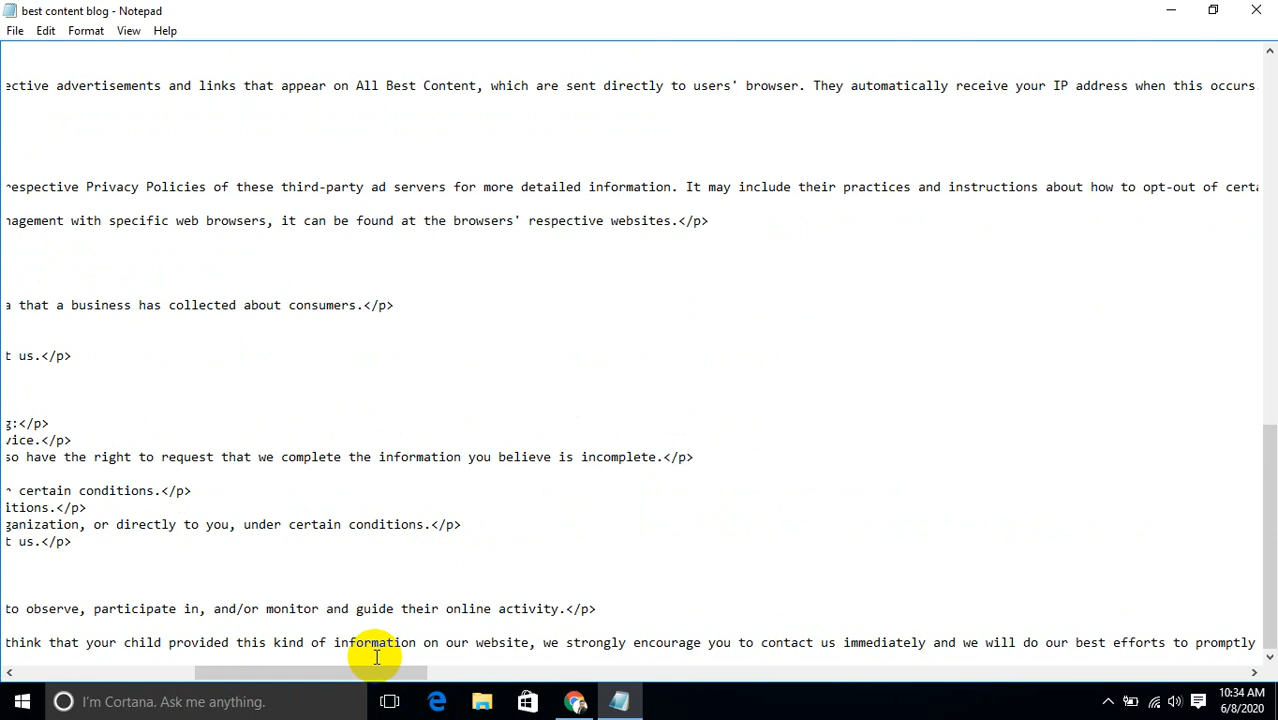 best content blog - Notepad
File Edit Format View Help
ective advertisements and links that appear on All Best Content, which are sent directly to users' browser. They automatically receive your IP address when this occurs
respective Privacy Policies of these third-party ad servers for more detailed information. It may include their practices and instructions about how to opt-out of certa
nagement with specific web browsers, it can be found at the browsers' respective websites.</p>
a that a business has collected about consumers.</p>
t us.</p>
g:</p>
vice.</p>
so have the right to request that we complete the information you believe is incomplete.</p>
r certain conditions.</p>
itions.</p>
ganization, or directly to you, under certain conditions.</p>
t us.</p>
to observe, participate in, and/or monitor and guide their online activity.</p>
think that your child provided this kind of information on our website, we strongly encourage you to contact us immediately and we will do our best efforts to promptly
I'm Cortana. Ask me anything.
10:34 AM
6/8/2020